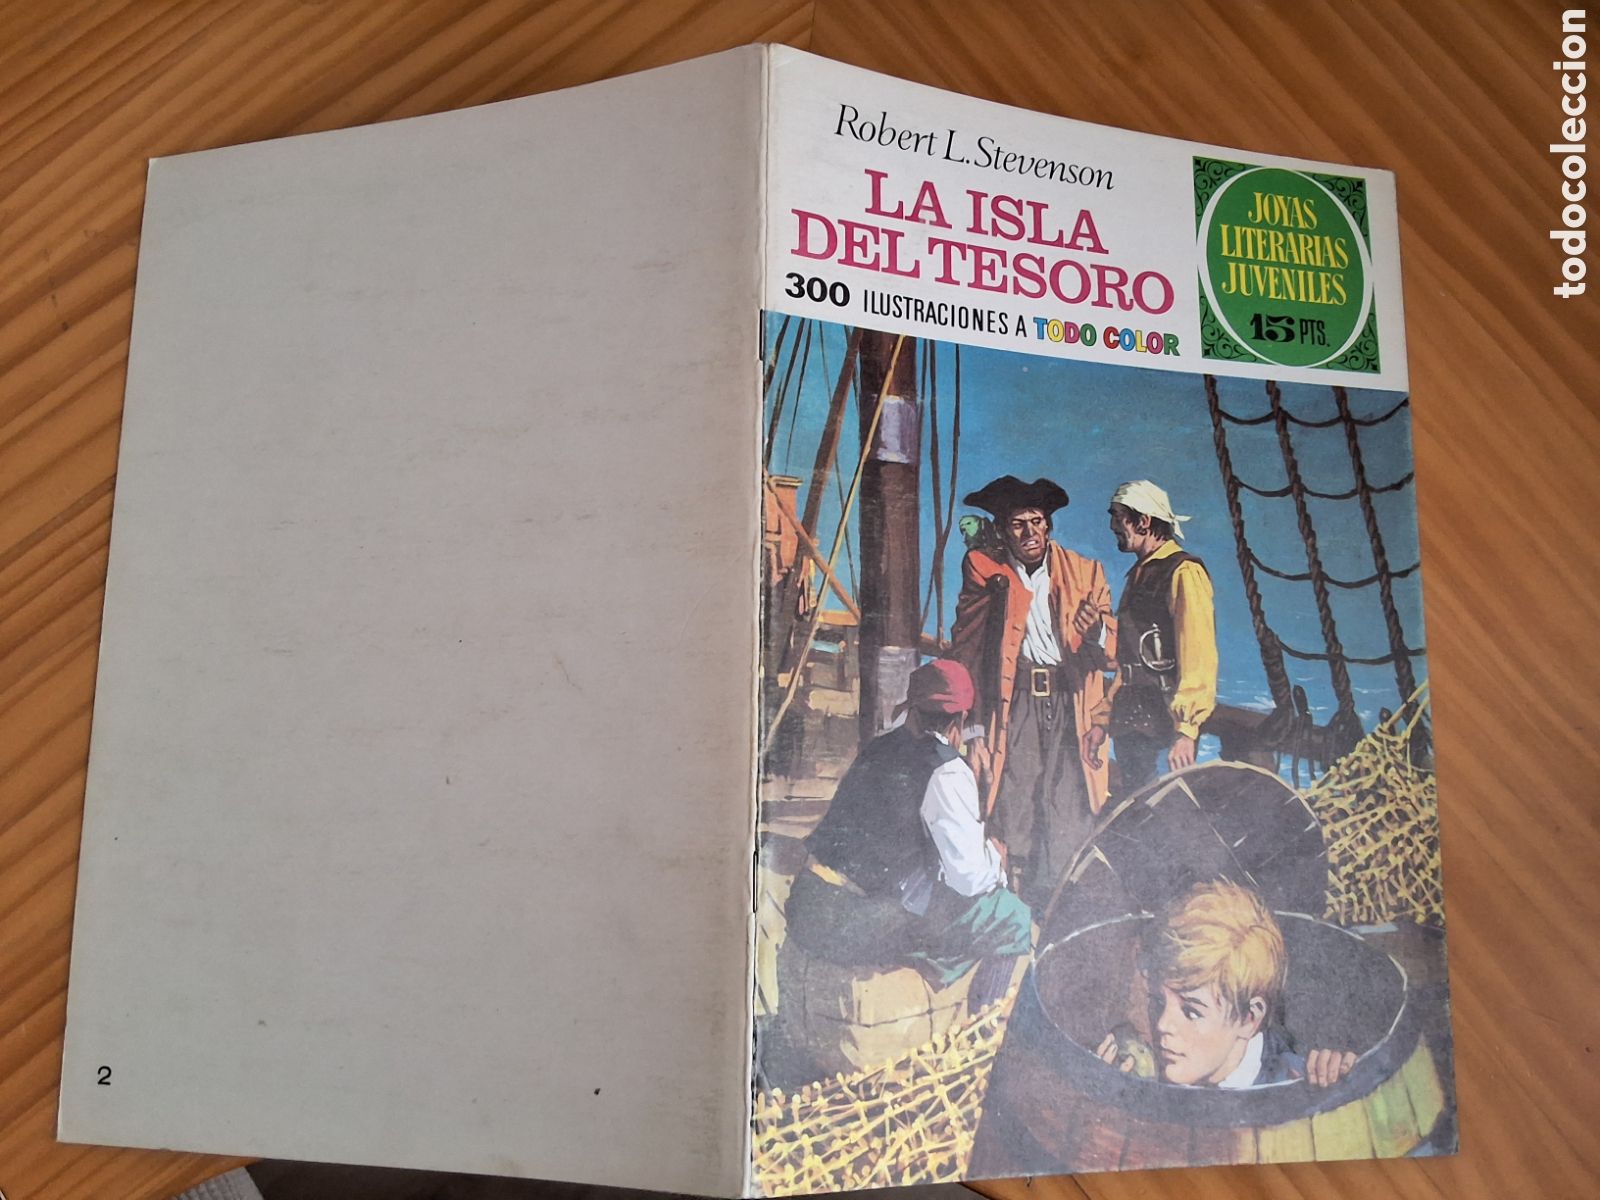 Robert L. Stevenson
LA ISLA
DEL TESORO
300 ILUSTRACIONES A TODO COLOR
JOYAS
LITERARIAS
JUVENILES
15 PTS.
2
todocoleccion